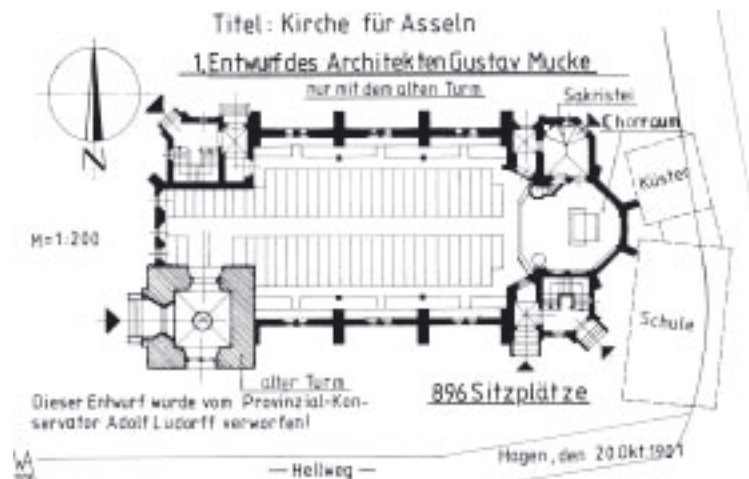 Titel: Kirche für Asseln
1. Entwurf des Architekten Gustav Mucke
nur mit dem alten Turm
Sakristei
Chorraum
Küster
N
M=1:200
Schule
alter Turm
896 Sitzplätze
Dieser Entwurf wurde vom Provinzial-Kon-
servator Adolf Ludorff verworfen!
Hagen, den 20.Okt.1901
— Hellweg —